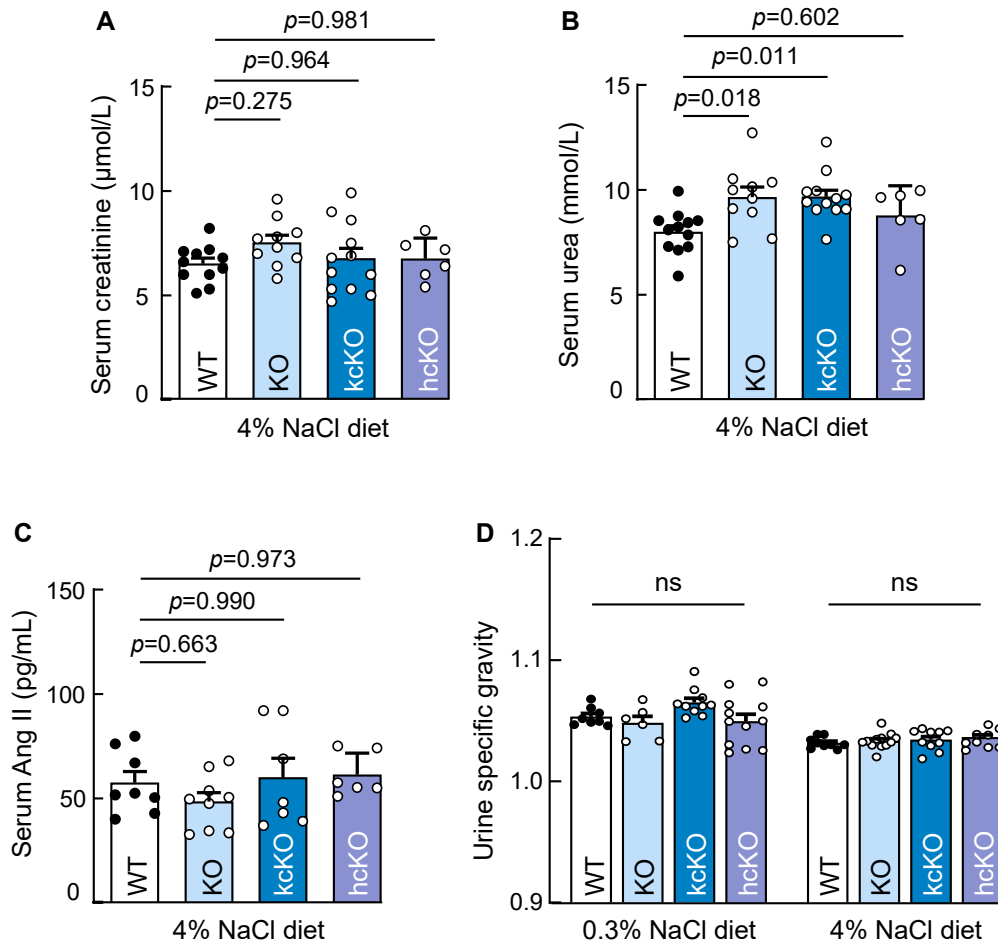 A
p=0.981
p=0.964
p=0.275
Serum creatinine (µmol/L)
15
10
5
0
WT
KO
kcKO
hcKO
4% NaCl diet
B
p=0.602
p=0.011
p=0.018
Serum urea (mmol/L)
15
10
5
0
WT
KO
kcKO
hcKO
4% NaCl diet
C
p=0.973
p=0.990
p=0.663
Serum Ang II (pg/mL)
150
100
50
0
WT
KO
kcKO
hcKO
4% NaCl diet
D
ns
ns
Urine specific gravity
1.2
1.1
1.0
0.9
WT
KO
kcKO
hcKO
WT
KO
kcKO
hcKO
0.3% NaCl diet
4% NaCl diet